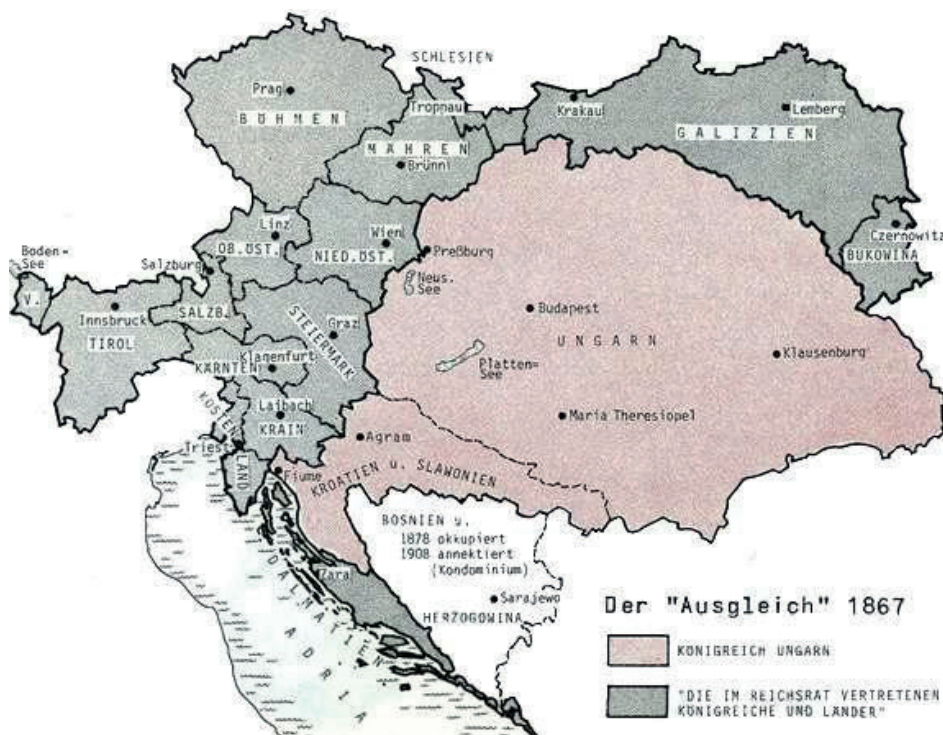 SCHLESIEN
Prag
BÖHMEN
Troppau
Krakau
Lemberg
GALIZIEN
MÄHREN
Brünn
Linz
OB.ÖST.
Wien
NIED.ÖST.
Preßburg
Czernowitz
BUKOWINA
Boden=
See
Salzburg
Neus.
See
V.
Innsbruck
TIROL
SALZB.
STEIERMARK
Graz
Budapest
UNGARN
Klausenburg
Klagenfurt
KÄRNTEN
Platten=
See
Laibach
KRAIN
Maria Theresiopel
KÜSTEN
LAND
Triest
Agram
Fiume
KROATIEN u. SLAWONIEN
BOSNIEN u.
1878 okkupiert
1908 annektiert
(Kondominium)
Zara
Sarajewo
HERZOGOWINA
DALMATIEN
ADRIA
Der "Ausgleich" 1867
KÖNIGREICH UNGARN
"DIE IM REICHSRAT VERTRETENEN
KÖNIGREICHE UND LÄNDER"